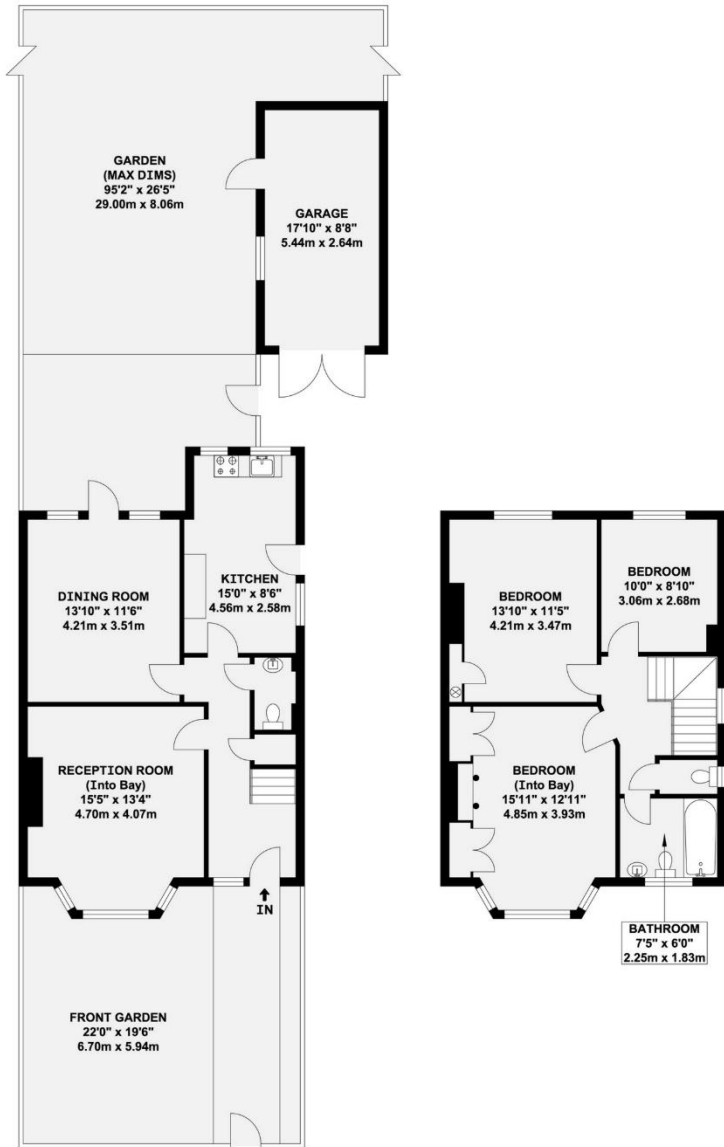 GARDEN
(MAX DIMS)
95'2" x 26'5"
29.00m x 8.06m
GARAGE
17'10" x 8'8"
5.44m x 2.64m
DINING ROOM
13'10" x 11'6"
4.21m x 3.51m
KITCHEN
15'0" x 8'6"
4.56m x 2.58m
RECEPTION ROOM
(Into Bay)
15'5" x 13'4"
4.70m x 4.07m
IN
FRONT GARDEN
22'0" x 19'6"
6.70m x 5.94m
BEDROOM
13'10" x 11'5"
4.21m x 3.47m
BEDROOM
10'0" x 8'10"
3.06m x 2.68m
BEDROOM
(Into Bay)
15'11" x 12'11"
4.85m x 3.93m
BATHROOM
7'5" x 6'0"
2.25m x 1.83m